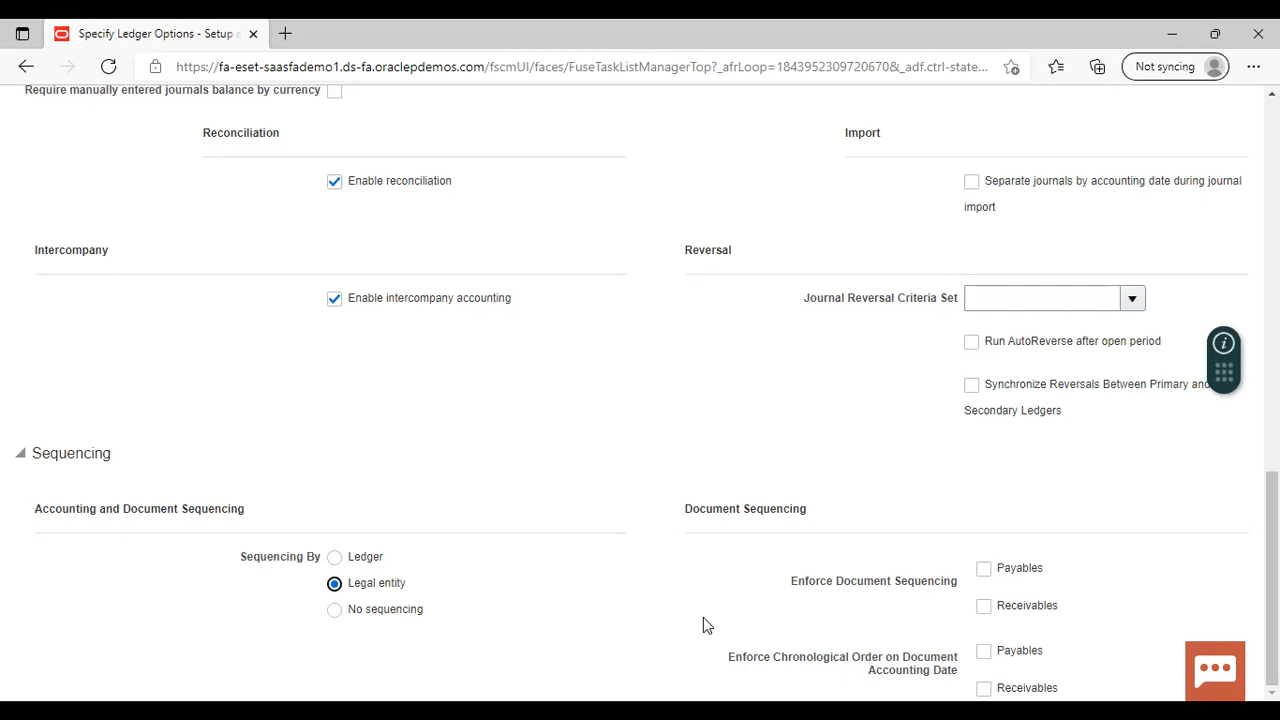 Specify Ledger Options - Setup a
https://fa-eset-saasfademo1.ds-fa.oraclepdemos.com/fscmUI/faces/FuseTaskListManagerTop?_afrLoop=1843952309720670&_adf.ctrl-state...
Not syncing
Require manually entered journals balance by currency
Reconciliation
Import
Enable reconciliation
Separate journals by accounting date during journal
import
Intercompany
Reversal
Enable intercompany accounting
Journal Reversal Criteria Set
Run AutoReverse after open period
Synchronize Reversals Between Primary and
Secondary Ledgers
Sequencing
Accounting and Document Sequencing
Document Sequencing
Sequencing By
Ledger
Legal entity
No sequencing
Enforce Document Sequencing
Payables
Receivables
Enforce Chronological Order on Document
Accounting Date
Payables
Receivables